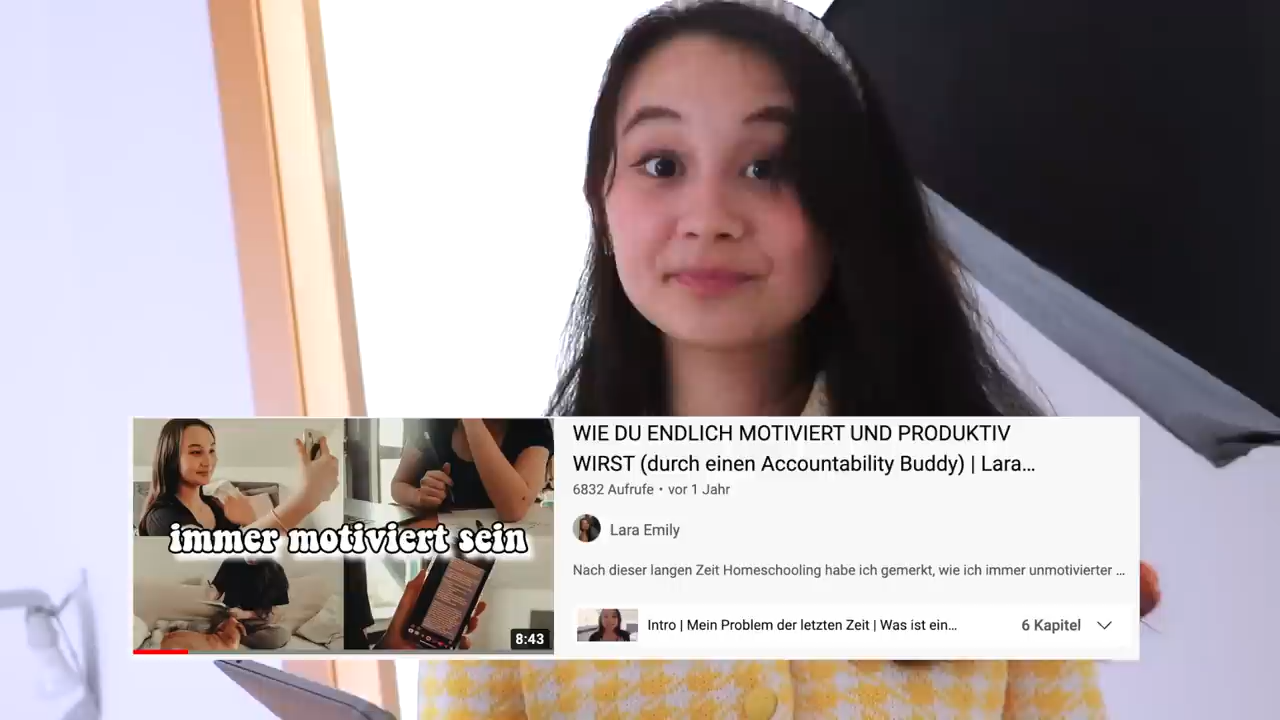 immer motiviert sein
8:43
WIE DU ENDLICH MOTIVIERT UND PRODUKTIV
WIRST (durch einen Accountability Buddy) | Lara…
6832 Aufrufe • vor 1 Jahr
Lara Emily
Nach dieser langen Zeit Homeschooling habe ich gemerkt, wie ich immer unmotivierter ...
Intro | Mein Problem der letzten Zeit | Was ist ein…
6 Kapitel